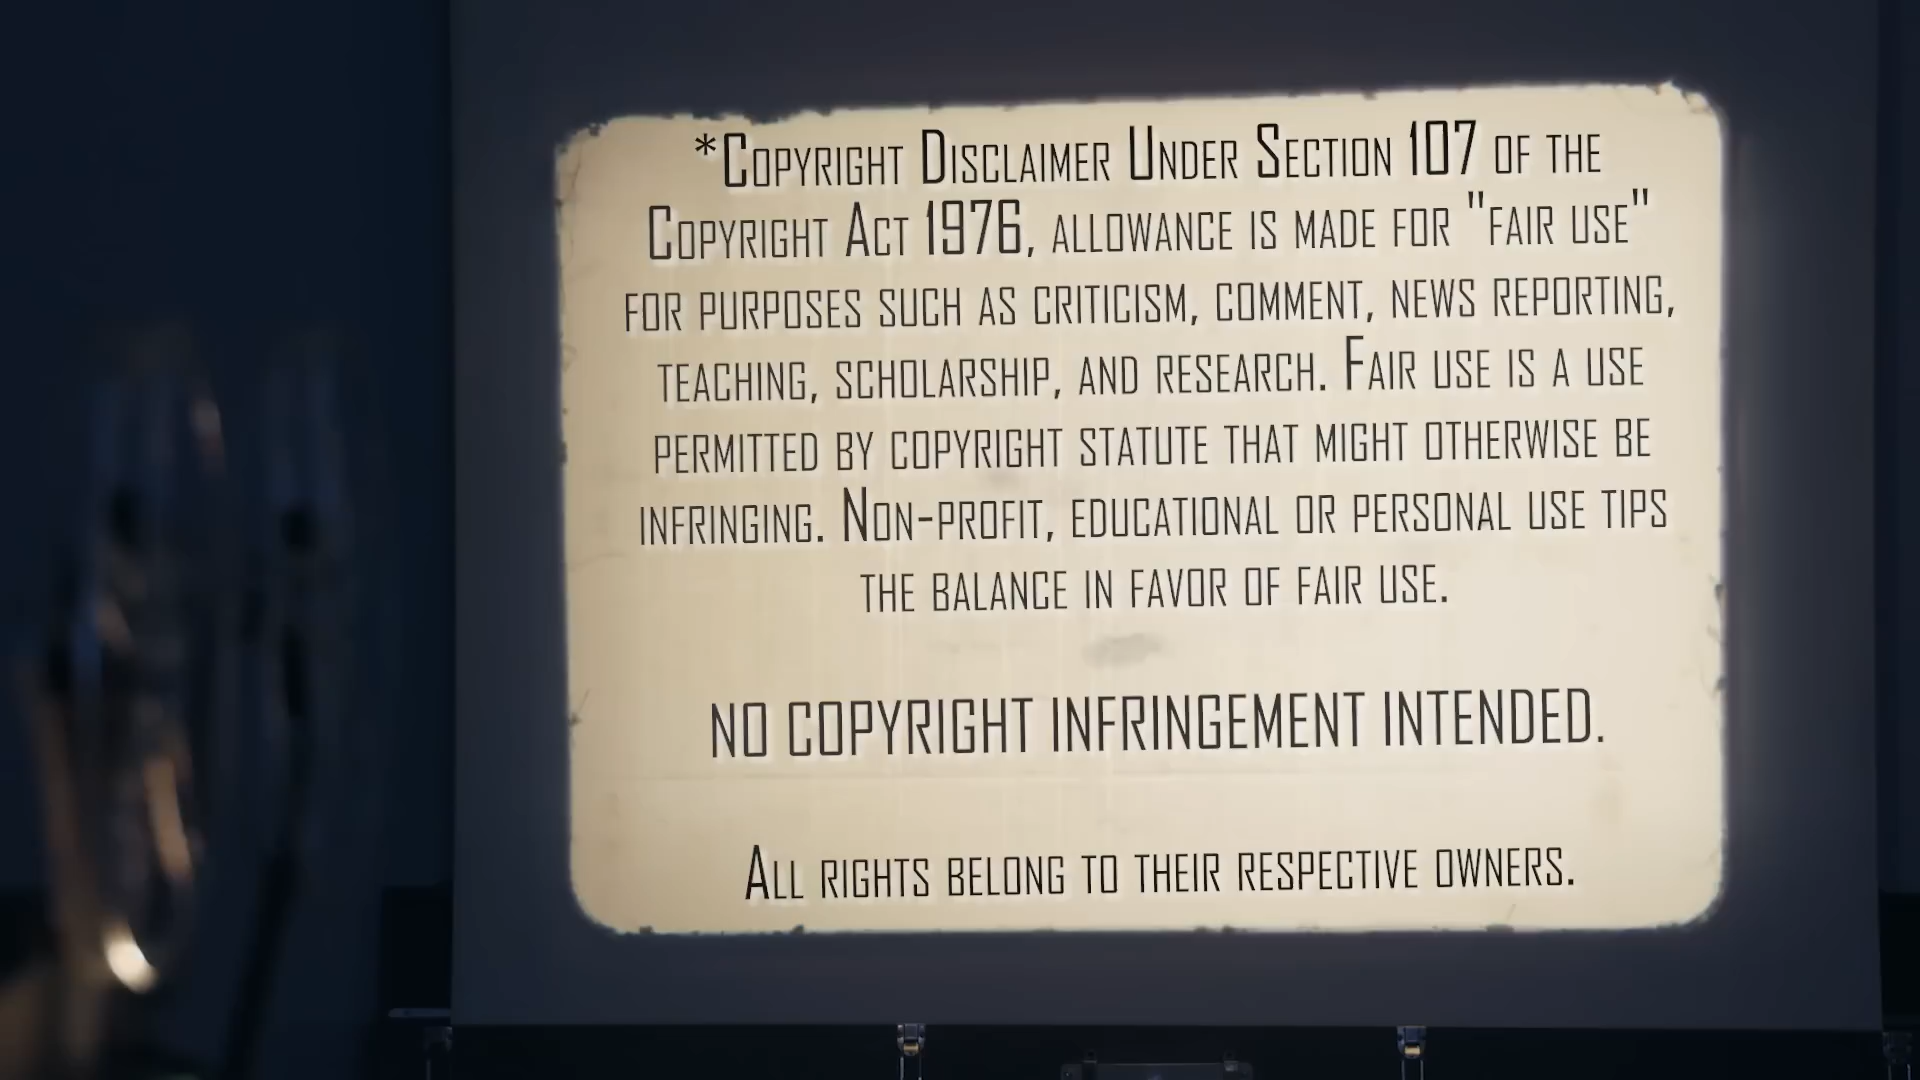 *Copyright Disclaimer Under Section 107 of the
Copyright Act 1976, allowance is made for "fair use"
for purposes such as criticism, comment, news reporting,
teaching, scholarship, and research. Fair use is a use
permitted by copyright statute that might otherwise be
infringing. Non-profit, educational or personal use tips
the balance in favor of fair use.
NO COPYRIGHT INFRINGEMENT INTENDED.
All rights belong to their respective owners.